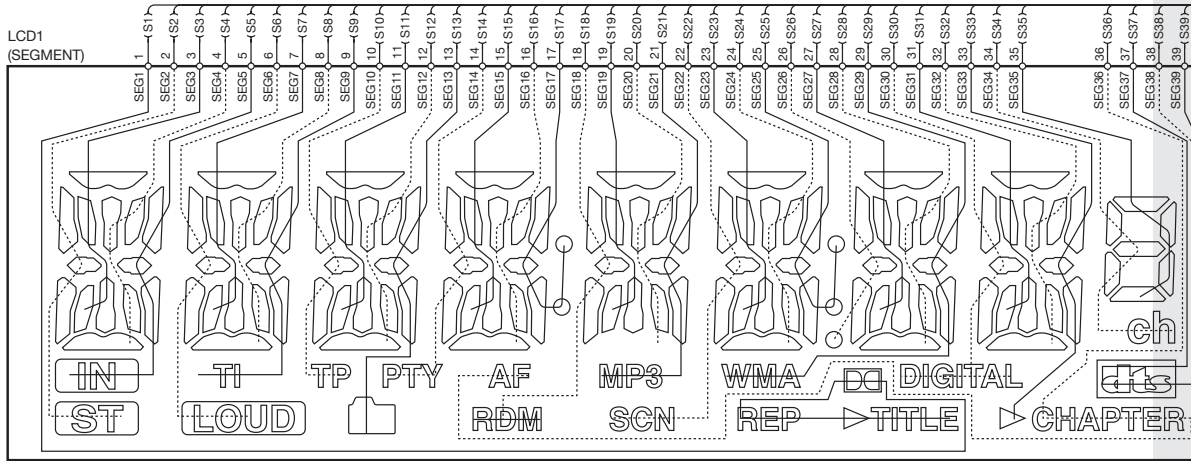 S1 S2 S3 S4 S5 S6 S7 S8 S9 S10 S11 S12 S13 S14 S15 S16 S17 S18 S19 S20 S21 S22 S23 S24 S25 S26 S27 S28 S29 S30 S31 S32 S33 S34 S35 S36 S37 S38 S39
LCD1
(SEGMENT)
1 2 3 4 5 6 7 8 9 10 11 12 13 14 15 16 17 18 19 20 21 22 23 24 25 26 27 28 29 30 31 32 33 34 35 36 37 38 39
SEG1 SEG2 SEG3 SEG4 SEG5 SEG6 SEG7 SEG8 SEG9 SEG10 SEG11 SEG12 SEG13 SEG14 SEG15 SEG16 SEG17 SEG18 SEG19 SEG20 SEG21 SEG22 SEG23 SEG24 SEG25 SEG26 SEG27 SEG28 SEG29 SEG30 SEG31 SEG32 SEG33 SEG34 SEG35 SEG36 SEG37 SEG38 SEG39
ch
IN TI TP PTY AF MP3 WMA DIGITAL dts
ST LOUD RDM SCN REP TITLE CHAPTER